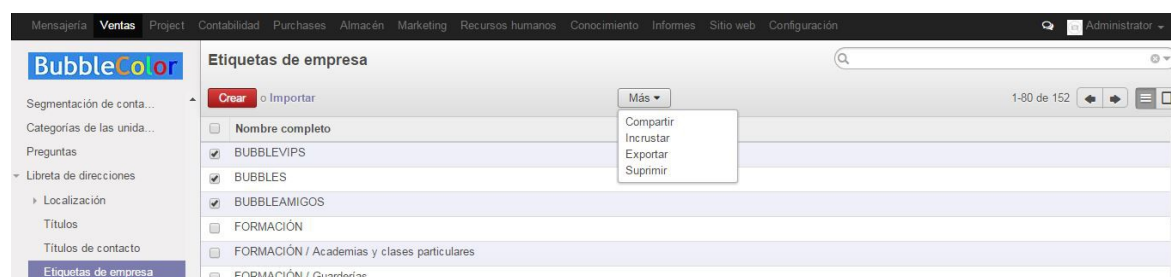 Mensajería Ventas Project Contabilidad Purchases Almacén Marketing Recursos humanos Conocimiento Informes Sitio web Configuración Administrator
BubbleColor
Etiquetas de empresa
Crear o Importar
Más
1-80 de 152
Compartir
Incrustar
Exportar
Suprimir
Segmentación de conta...
Categorías de las unida...
Preguntas
Libreta de direcciones
Localización
Títulos
Títulos de contacto
Etiquetas de empresa
Nombre completo
BUBBLEVIPS
BUBBLES
BUBBLEAMIGOS
FORMACIÓN
FORMACIÓN / Academias y clases particulares
FORMACIÓN / Guarderías